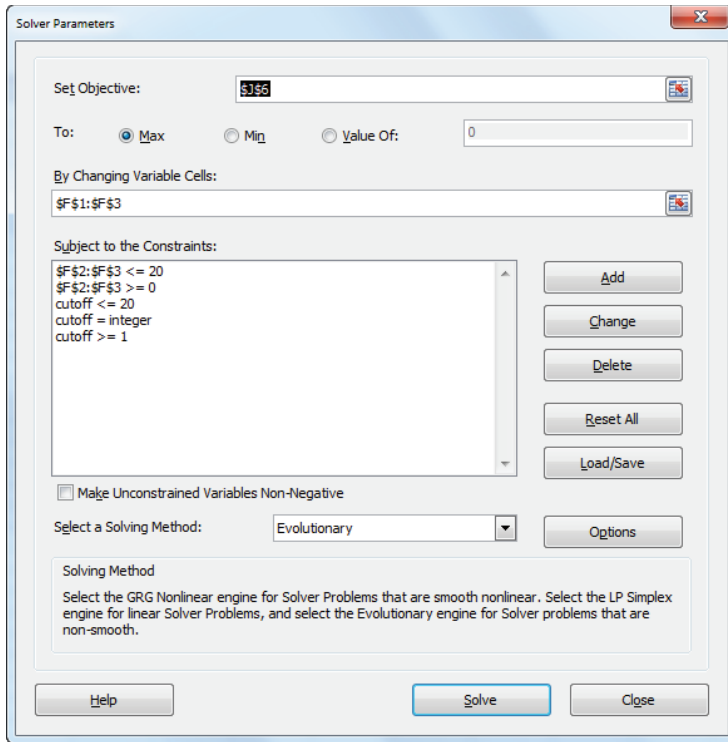 Solver Parameters
Set Objective:
$J$6
To:
Max
Min
Value Of:
0
By Changing Variable Cells:
$F$1:$F$3
Subject to the Constraints:
$F$2:$F$3 <= 20
$F$2:$F$3 >= 0
cutoff <= 20
cutoff = integer
cutoff >= 1
Add
Change
Delete
Reset All
Load/Save
Make Unconstrained Variables Non-Negative
Select a Solving Method:
Evolutionary
Options
Solving Method
Select the GRG Nonlinear engine for Solver Problems that are smooth nonlinear. Select the LP Simplex
engine for linear Solver Problems, and select the Evolutionary engine for Solver problems that are
non-smooth.
Help
Solve
Close